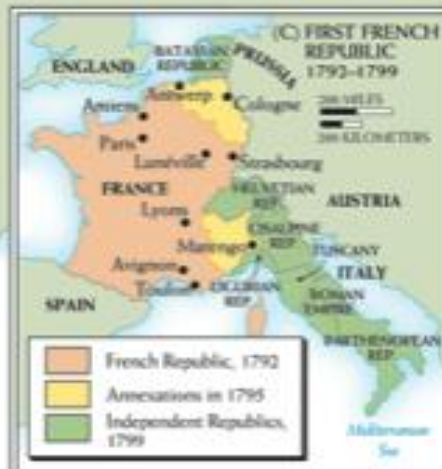 (C) FIRST FRENCH
REPUBLIC
1792–1799
200 MILES
200 KILOMETERS
ENGLAND
BATAVIAN
REPUBLIC
PRUSSIA
Antwerp
Cologne
Amiens
Paris
Lunéville
Strasbourg
FRANCE
HELVETIAN
REP.
AUSTRIA
Lyons
CISALPINE
REP.
Marengo
TUSCANY
Avignon
ITALY
Toulon
LIGURIAN
REP.
ROMAN
EMPIRE
SPAIN
PARTHENOPEAN
REP.
French Republic, 1792
Annexations in 1795
Independent Republics,
1799
Mediterranean
Sea